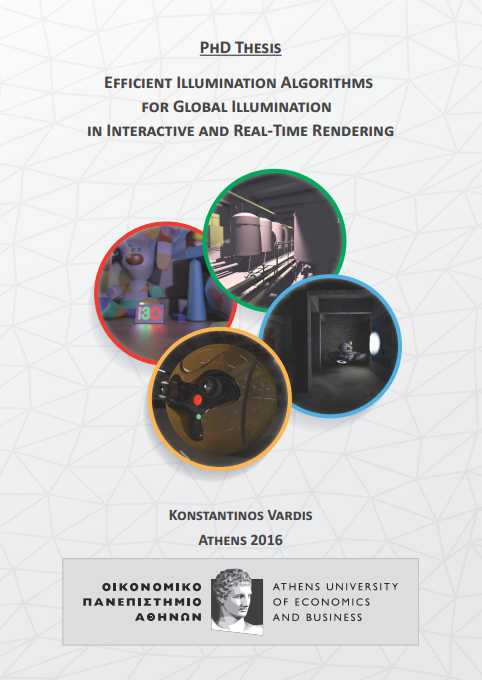 PhD Thesis
Efficient Illumination Algorithms
for Global Illumination
in Interactive and Real-Time Rendering
i3D
Konstantinos Vardis
Athens 2016
ΟΙΚΟΝΟΜΙΚΟ
ΠΑΝΕΠΙΣΤΗΜΙΟ
ΑΘΗΝΩΝ
ATHENS UNIVERSITY
OF ECONOMICS
AND BUSINESS